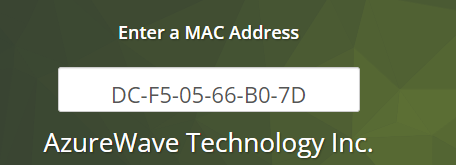 Enter a MAC Address
DC-F5-05-66-B0-7D
AzureWave Technology Inc.